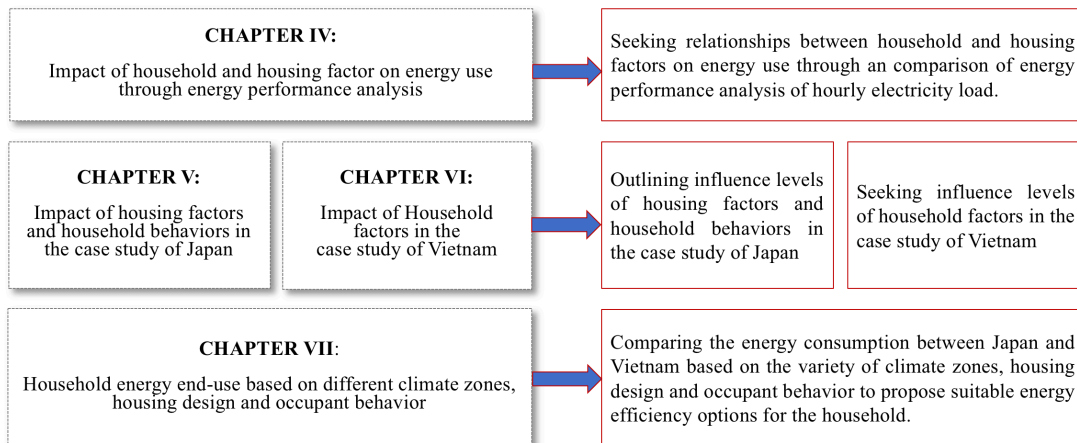 CHAPTER IV:
Impact of household and housing factor on energy use
through energy performance analysis
Seeking relationships between household and housing
factors on energy use through an comparison of energy
performance analysis of hourly electricity load.
CHAPTER V:
Impact of housing factors
and household behaviors in
the case study of Japan
CHAPTER VI:
Impact of Household
factors in the
case study of Vietnam
Outlining influence levels
of housing factors and
household behaviors in
the case study of Japan
Seeking influence levels
of household factors in the
case study of Vietnam
CHAPTER VII:
Household energy end-use based on different climate zones,
housing design and occupant behavior
Comparing the energy consumption between Japan and
Vietnam based on the variety of climate zones, housing
design and occupant behavior to propose suitable energy
efficiency options for the household.